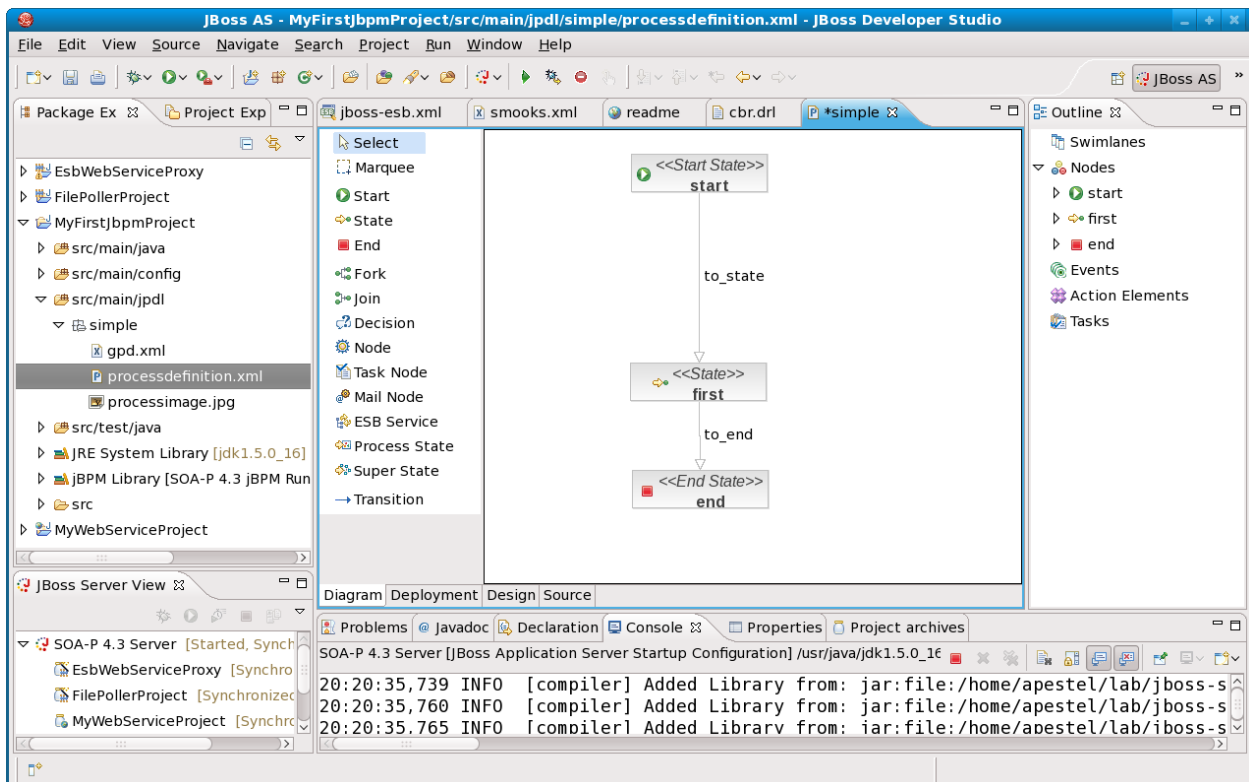 JBoss AS - MyFirstJbpmProject/src/main/jpdl/simple/processdefinition.xml - JBoss Developer Studio
File Edit View Source Navigate Search Project Run Window Help
JBoss AS »
Package Ex Project Exp
EsbWebServiceProxy
FilePollerProject
MyFirstJbpmProject
src/main/java
src/main/config
src/main/jpdl
simple
gpd.xml
processdefinition.xml
processimage.jpg
src/test/java
JRE System Library [jdk1.5.0_16]
jBPM Library [SOA-P 4.3 jBPM Run
src
MyWebServiceProject
JBoss Server View
SOA-P 4.3 Server [Started, Synch
EsbWebServiceProxy [Synchro
FilePollerProject [Synchronized
MyWebServiceProject [Synchro
jboss-esb.xml smooks.xml readme cbr.drl *simple
Select
Marquee
Start
State
End
Fork
Join
Decision
Node
Task Node
Mail Node
ESB Service
Process State
Super State
Transition
<<Start State>>
start
to_state
<<State>>
first
to_end
<<End State>>
end
Diagram Deployment Design Source
Outline
Swimlanes
Nodes
start
first
end
Events
Action Elements
Tasks
Problems Javadoc Declaration Console Properties Project archives
SOA-P 4.3 Server [JBoss Application Server Startup Configuration] /usr/java/jdk1.5.0_16
20:20:35,739 INFO [compiler] Added Library from: jar:file:/home/apestel/lab/jboss-s
20:20:35,760 INFO [compiler] Added Library from: jar:file:/home/apestel/lab/jboss-s
20:20:35,765 INFO [compiler] Added Library from: jar:file:/home/apestel/lab/jboss-s